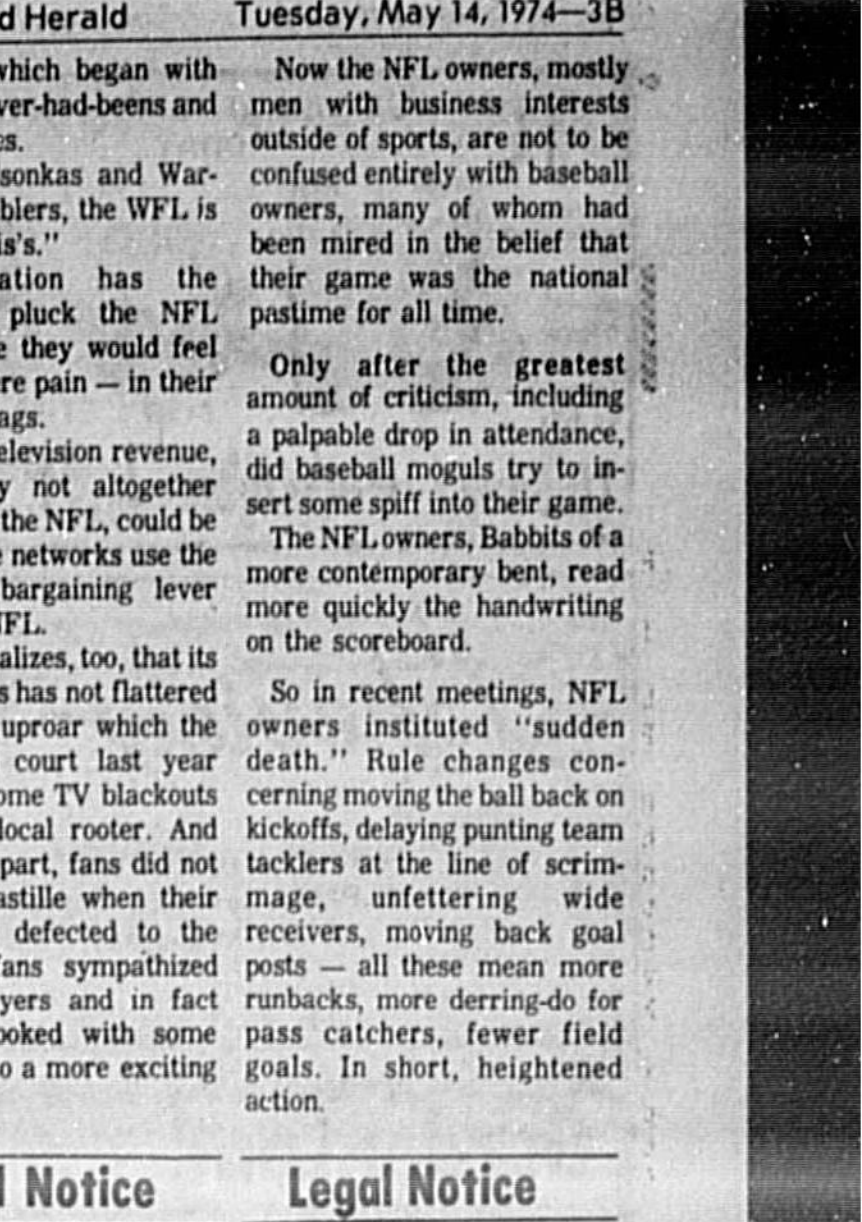 d Herald Tuesday, May 14, 1974—3B
which began with
ver-had-beens and
es.
sonkas and War-
blers, the WFL is
is's."
ation has the
pluck the NFL
e they would feel
re pain — in their
ags.
elevision revenue,
y not altogether
the NFL, could be
e networks use the
bargaining lever
NFL.
alizes, too, that its
s has not flattered
uproar which the
court last year
ome TV blackouts
local rooter. And
part, fans did not
astille when their
defected to the
fans sympathized
yers and in fact
ooked with some
o a more exciting
l Notice
Now the NFL owners, mostly
men with business interests
outside of sports, are not to be
confused entirely with baseball
owners, many of whom had
been mired in the belief that
their game was the national
pastime for all time.
Only after the greatest
amount of criticism, including
a palpable drop in attendance,
did baseball moguls try to in-
sert some spiff into their game.
The NFL owners, Babbits of a
more contemporary bent, read
more quickly the handwriting
on the scoreboard.
So in recent meetings, NFL
owners instituted "sudden
death." Rule changes con-
cerning moving the ball back on
kickoffs, delaying punting team
tacklers at the line of scrim-
mage, unfettering wide
receivers, moving back goal
posts — all these mean more
runbacks, more derring-do for
pass catchers, fewer field
goals. In short, heightened
action.
Legal Notice